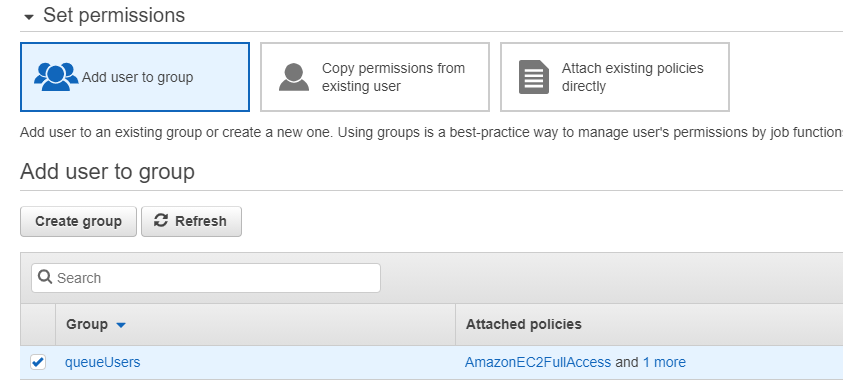 Set permissions
Add user to group
Copy permissions from
existing user
Attach existing policies
directly
Add user to an existing group or create a new one. Using groups is a best-practice way to manage user's permissions by job function
Add user to group
Create group
Refresh
Search
Group
Attached policies
queueUsers
AmazonEC2FullAccess and 1 more